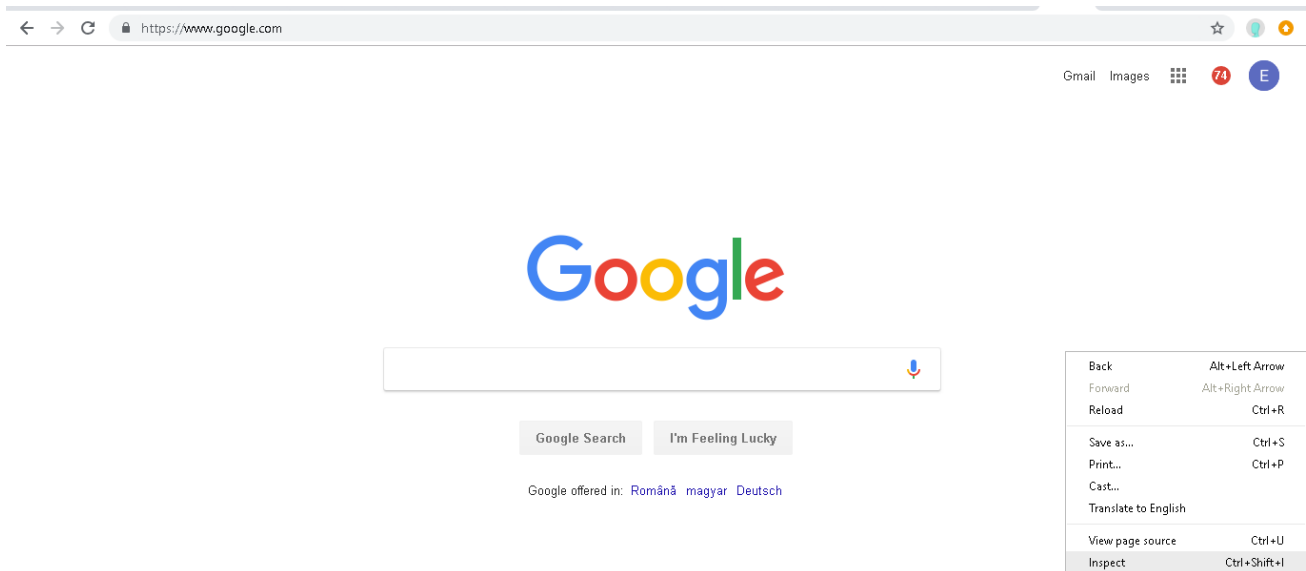 https://www.google.com
Gmail Images 74 E
Google
Google Search I'm Feeling Lucky
Google offered in: Română magyar Deutsch
Back Alt+Left Arrow
Forward Alt+Right Arrow
Reload Ctrl+R
Save as... Ctrl+S
Print... Ctrl+P
Cast...
Translate to English
View page source Ctrl+U
Inspect Ctrl+Shift+I